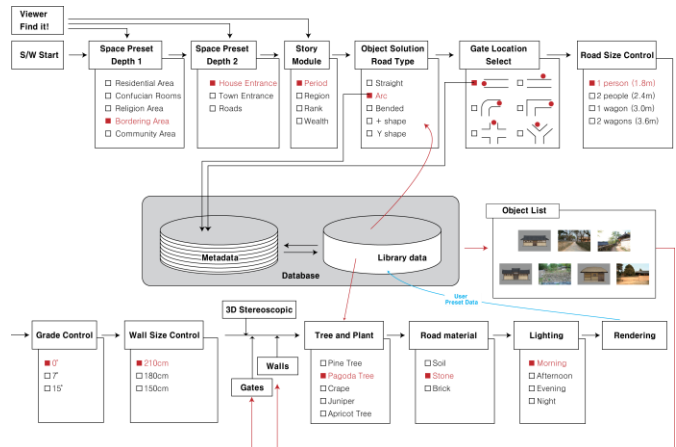 Viewer
Find it!
S/W Start
Space Preset
Depth 1
Space Preset
Depth 2
Story
Module
Object Solution
Road Type
Gate Location
Select
Road Size Control
Residential Area
Confucian Rooms
Religion Area
Bordering Area
Community Area
House Entrance
Town Entrance
Roads
Period
Region
Rank
Wealth
Straight
Arc
Bended
+ shape
Y shape
1 person (1.8m)
2 people (2.4m)
1 wagon (3.0m)
2 wagons (3.6m)
Metadata
Library data
Database
Object List
User
Preset Data
3D Stereoscopic
Grade Control
Wall Size Control
Tree and Plant
Road material
Lighting
Rendering
Walls
Gates
0˚
7˚
15˚
210cm
180cm
150cm
Pine Tree
Pagoda Tree
Crape
Juniper
Apricot Tree
Soil
Stone
Brick
Morning
Afternoon
Evening
Night